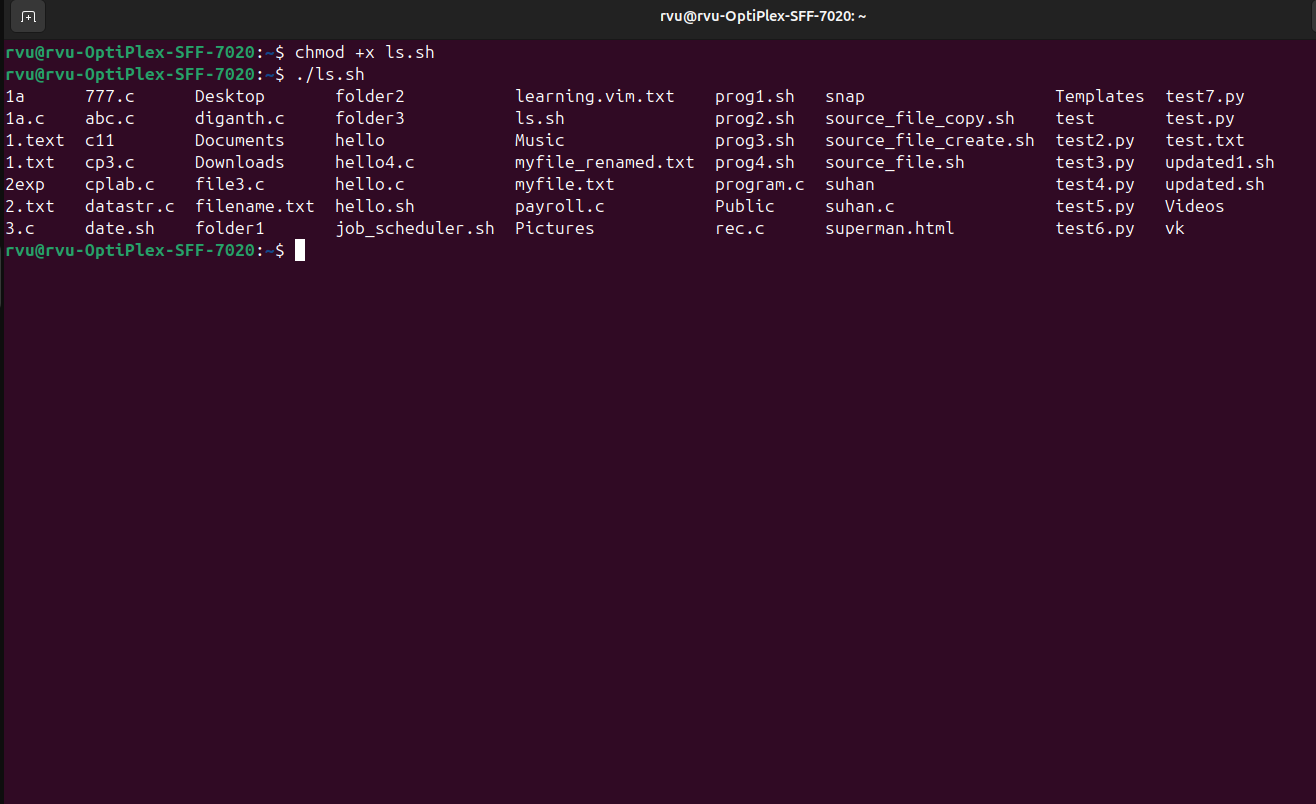 rvu@rvu-OptiPlex-SFF-7020: ~
rvu@rvu-OptiPlex-SFF-7020:~$ chmod +x ls.sh
rvu@rvu-OptiPlex-SFF-7020:~$ ./ls.sh
1a 777.c Desktop folder2 learning.vim.txt prog1.sh snap Templates test7.py
1a.c abc.c diganth.c folder3 ls.sh prog2.sh source_file_copy.sh test test.py
1.text c11 Documents hello Music prog3.sh source_file_create.sh test2.py test.txt
1.txt cp3.c Downloads hello4.c myfile_renamed.txt prog4.sh source_file.sh test3.py updated1.sh
2exp cplab.c file3.c hello.c myfile.txt program.c suhan test4.py updated.sh
2.txt datastr.c filename.txt hello.sh payroll.c Public suhan.c test5.py Videos
3.c date.sh folder1 job_scheduler.sh Pictures rec.c superman.html test6.py vk
rvu@rvu-OptiPlex-SFF-7020:~$